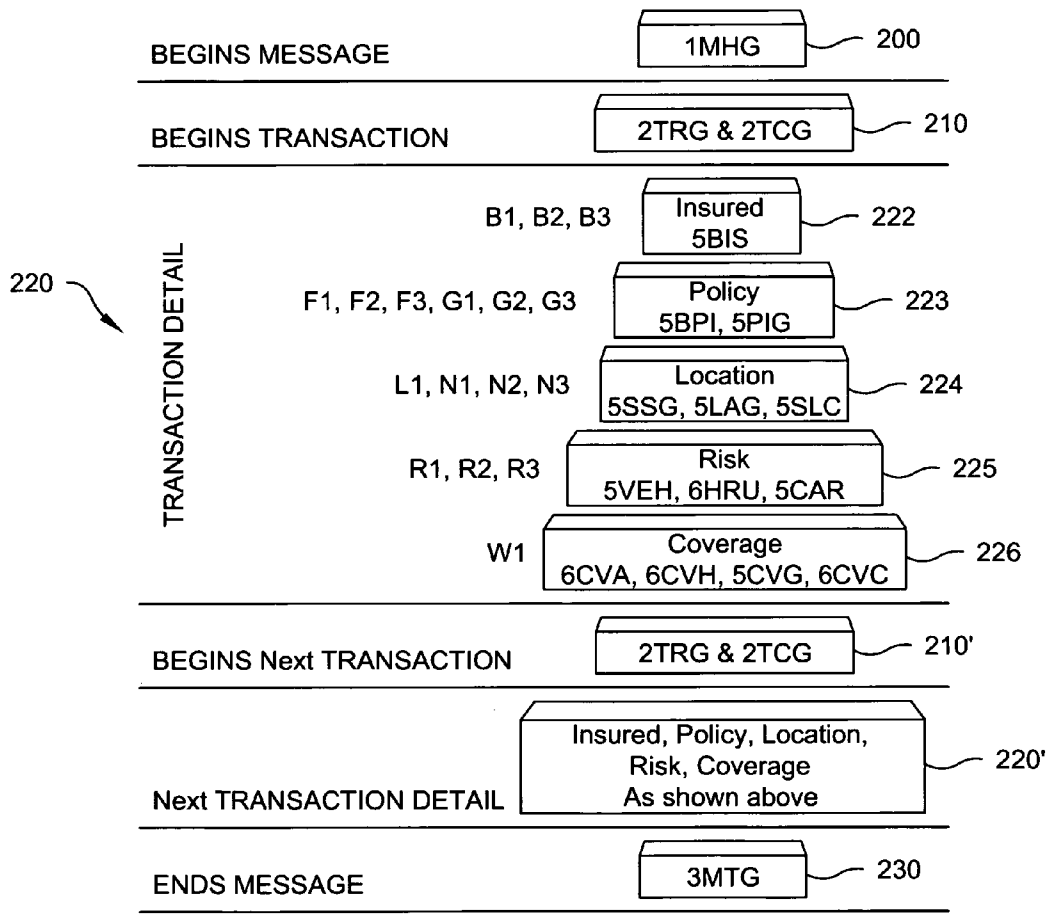 BEGINS MESSAGE 1MHG 200
BEGINS TRANSACTION 2TRG & 2TCG 210
220
TRANSACTION DETAIL
B1, B2, B3 Insured 222
5BIS
F1, F2, F3, G1, G2, G3 Policy 223
5BPI, 5PIG
L1, N1, N2, N3 Location 224
5SSG, 5LAG, 5SLC
R1, R2, R3 Risk 225
5VEH, 6HRU, 5CAR
W1 Coverage 226
6CVA, 6CVH, 5CVG, 6CVC
BEGINS Next TRANSACTION 2TRG & 2TCG 210'
Insured, Policy, Location,
Risk, Coverage 220'
As shown above
Next TRANSACTION DETAIL
ENDS MESSAGE 3MTG 230